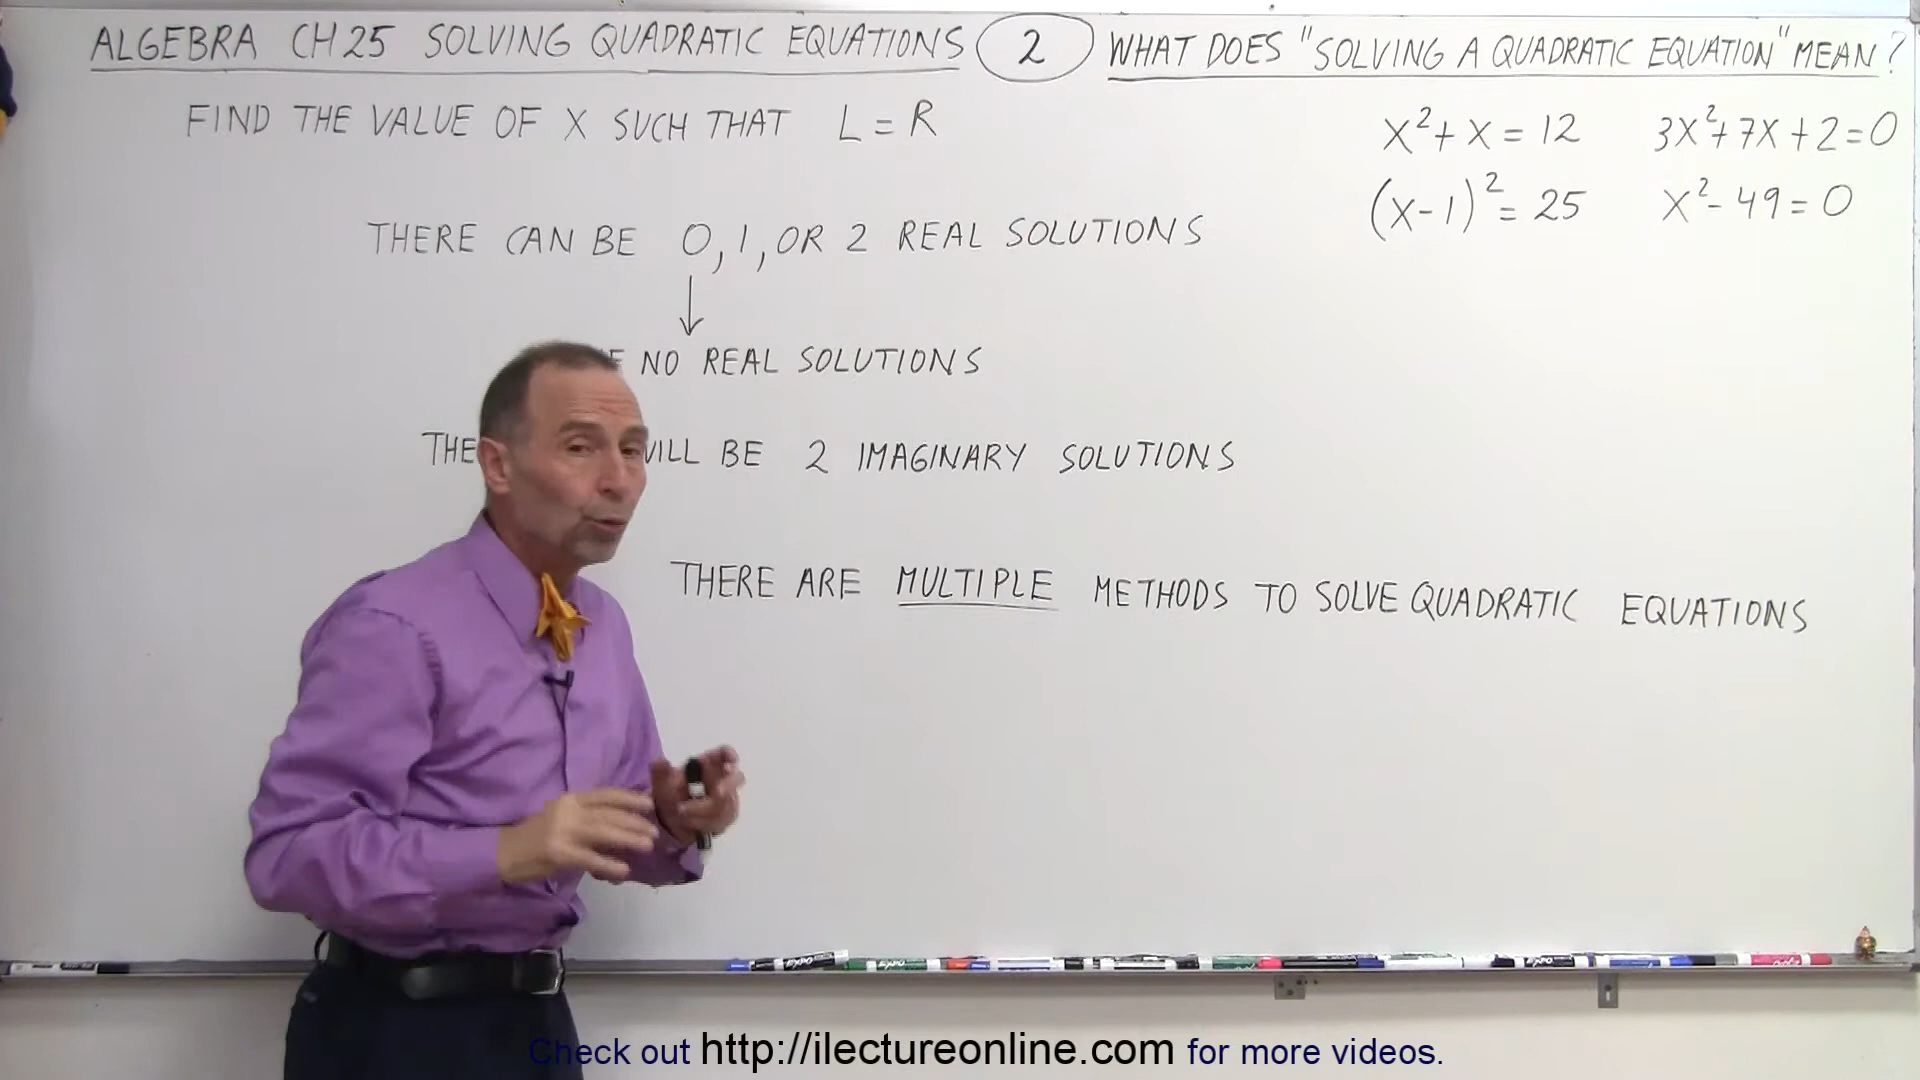 ALGEBRA CH 25 SOLVING QUADRATIC EQUATIONS 2 WHAT DOES "SOLVING A QUADRATIC EQUATION" MEAN?
FIND THE VALUE OF X SUCH THAT L = R
X² + X = 12 3X² + 7X + 2 = 0
(X - 1)² = 25 X² - 49 = 0
THERE CAN BE 0, 1, OR 2 REAL SOLUTIONS
NO REAL SOLUTIONS
BE 2 IMAGINARY SOLUTIONS
THERE ARE MULTIPLE METHODS TO SOLVE QUADRATIC EQUATIONS
EXPO
Check out http://ilectureonline.com for more videos.